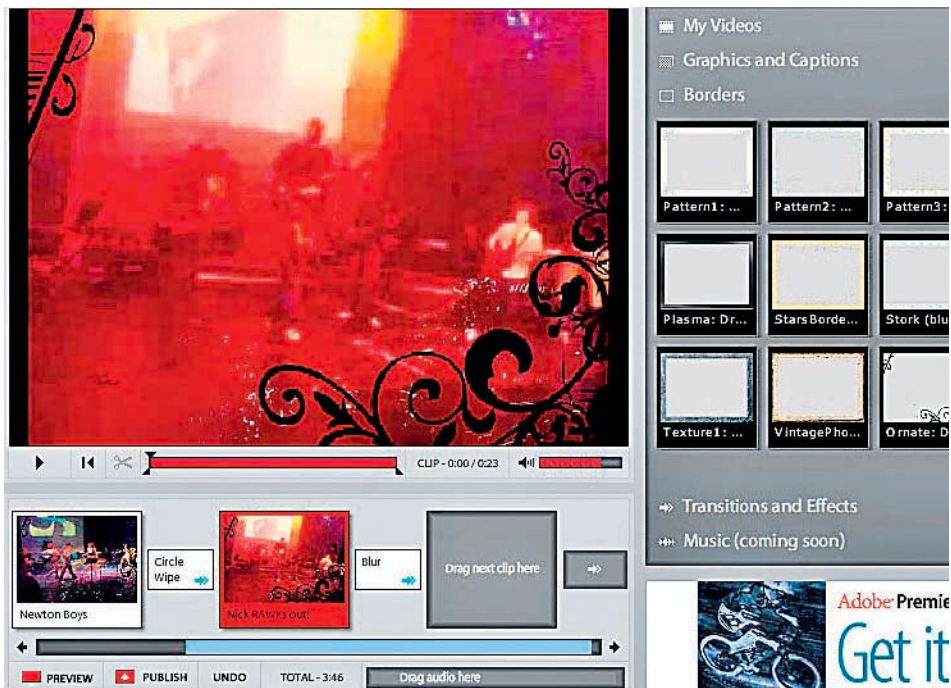 My Videos
Graphics and Captions
Borders
Pattern1: ...
Pattern2: ...
Pattern3:
Plasma: Dr...
StarsBorde...
Stork (blu
Texture1: ...
VintagePho...
Ornate: D
Transitions and Effects
Music (coming soon)
CLIP - 0:00 / 0:23
Circle
Wipe
Blur
Drag next clip here
Newton Boys
Nick RAWKs out!
PREVIEW
PUBLISH
UNDO
TOTAL - 3:46
Drag audio here
Adobe Premie
Get it